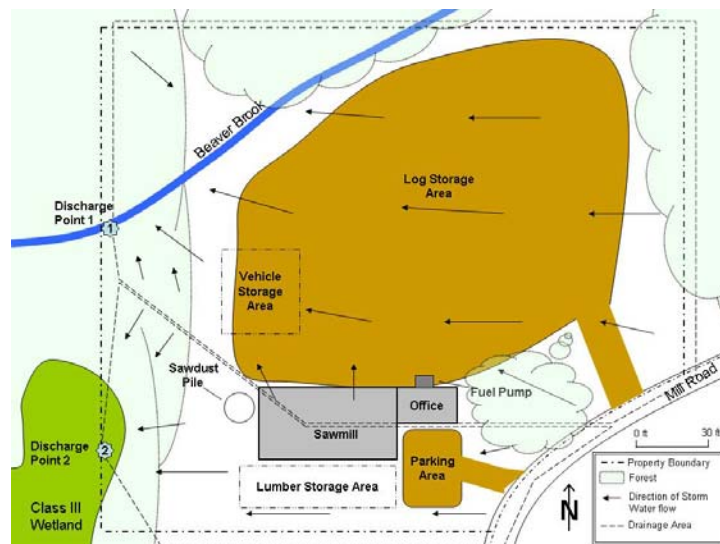 Beaver Brook
Log Storage
Area
Discharge
Point 1
1
Vehicle
Storage
Area
Sawdust
Pile
Fuel Pump
Mill Road
Office
Sawmill
0 ft
30 ft
Discharge
Point 2
2
Parking
Area
Lumber Storage Area
Class III
Wetland
N
Property Boundary
Forest
Direction of Storm
Water flow
Drainage Area